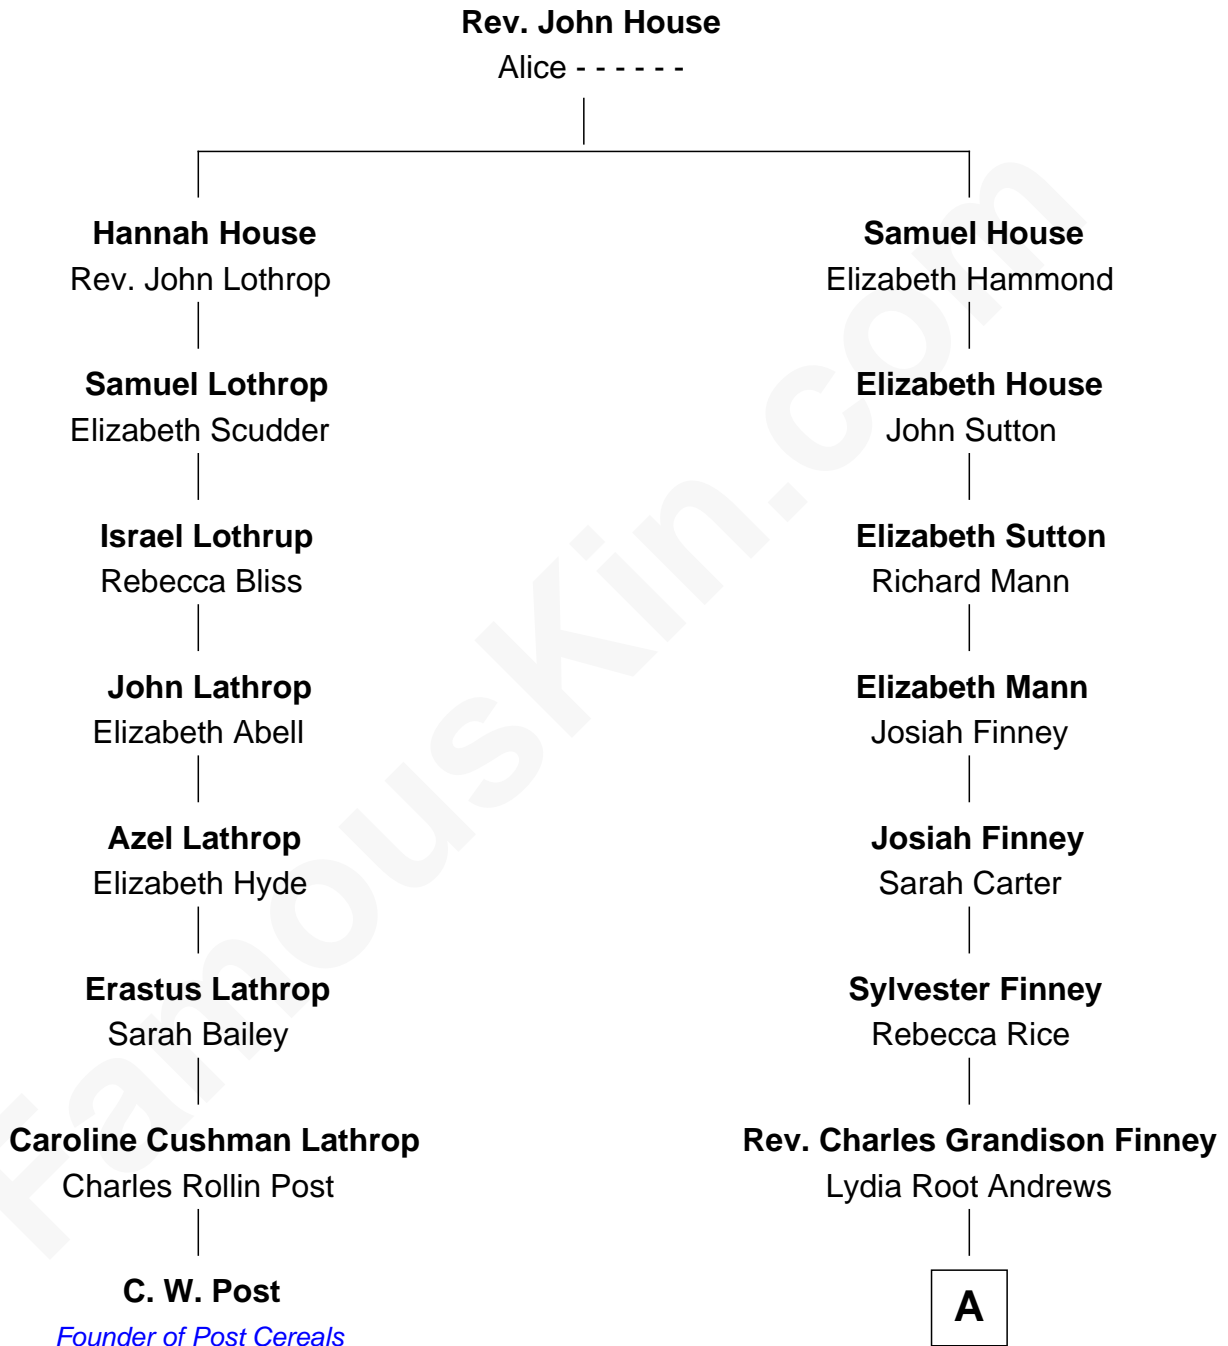 Rev. John House
Alice - - - - - -
Hannah House
Rev. John Lothrop
Samuel Lothrop
Elizabeth Scudder
Israel Lothrup
Rebecca Bliss
John Lathrop
Elizabeth Abell
Azel Lathrop
Elizabeth Hyde
Erastus Lathrop
Sarah Bailey
Caroline Cushman Lathrop
Charles Rollin Post
C. W. Post
Founder of Post Cereals
Samuel House
Elizabeth Hammond
Elizabeth House
John Sutton
Elizabeth Sutton
Richard Mann
Elizabeth Mann
Josiah Finney
Josiah Finney
Sarah Carter
Sylvester Finney
Rebecca Rice
Rev. Charles Grandison Finney
Lydia Root Andrews
A
FamousKin.com